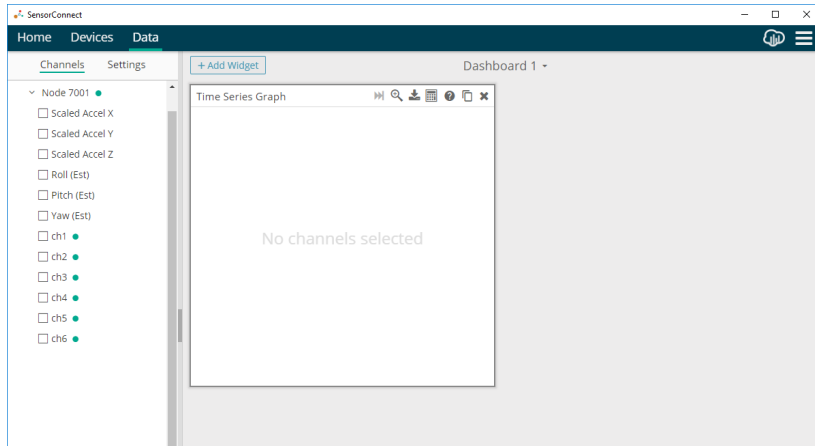 SensorConnect
Home Devices Data
Channels Settings
+ Add Widget
Dashboard 1
Node 7001
Scaled Accel X
Scaled Accel Y
Scaled Accel Z
Roll (Est)
Pitch (Est)
Yaw (Est)
ch1
ch2
ch3
ch4
ch5
ch6
Time Series Graph
No channels selected